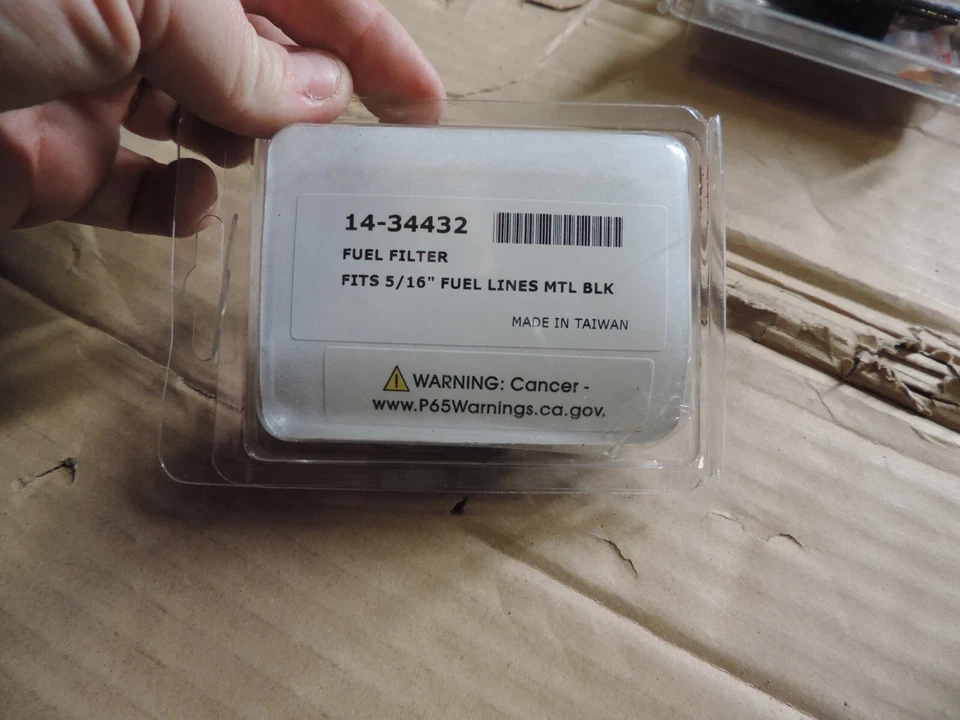 14-34432
FUEL FILTER
FITS 5/16" FUEL LINES MTL BLK
MADE IN TAIWAN
WARNING: Cancer -
www.P65Warnings.ca.gov.